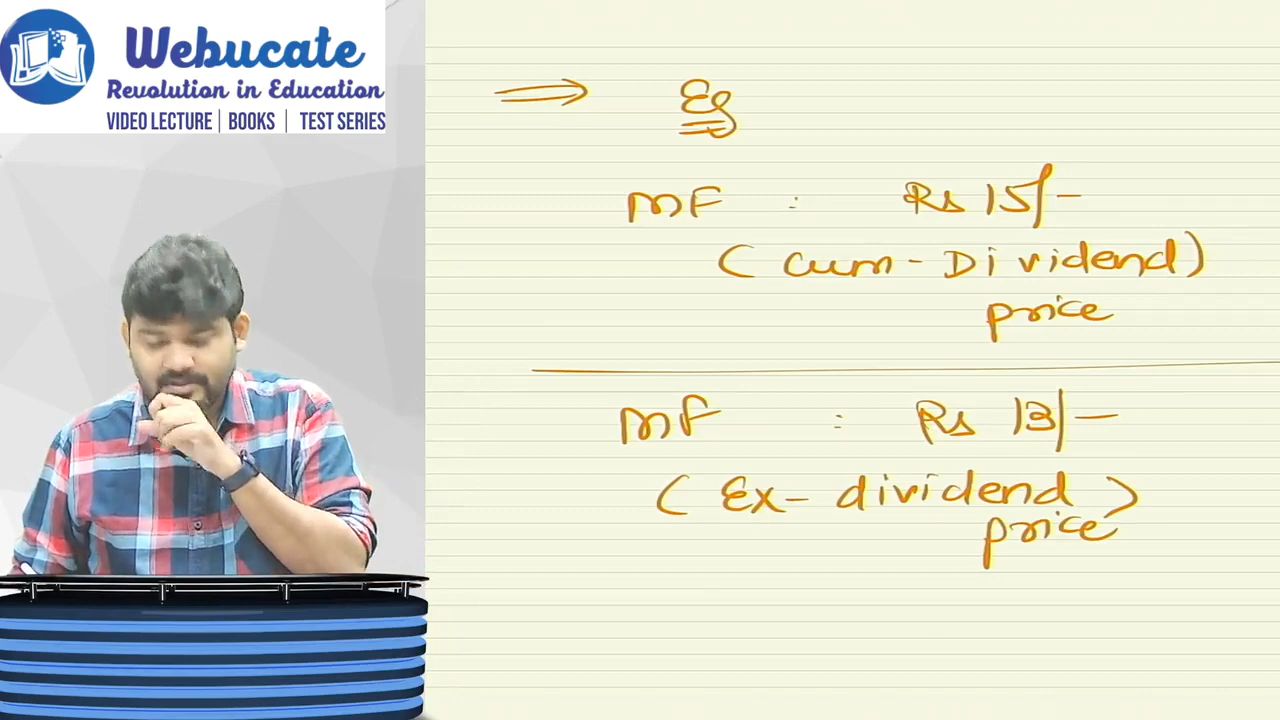 Webucate
Revolution in Education
VIDEO LECTURE | BOOKS | TEST SERIES
⇒ Eg
MF : Rs 15/-
(Cum-Dividend)
price
MF : Rs 13/-
(Ex-dividend)
price